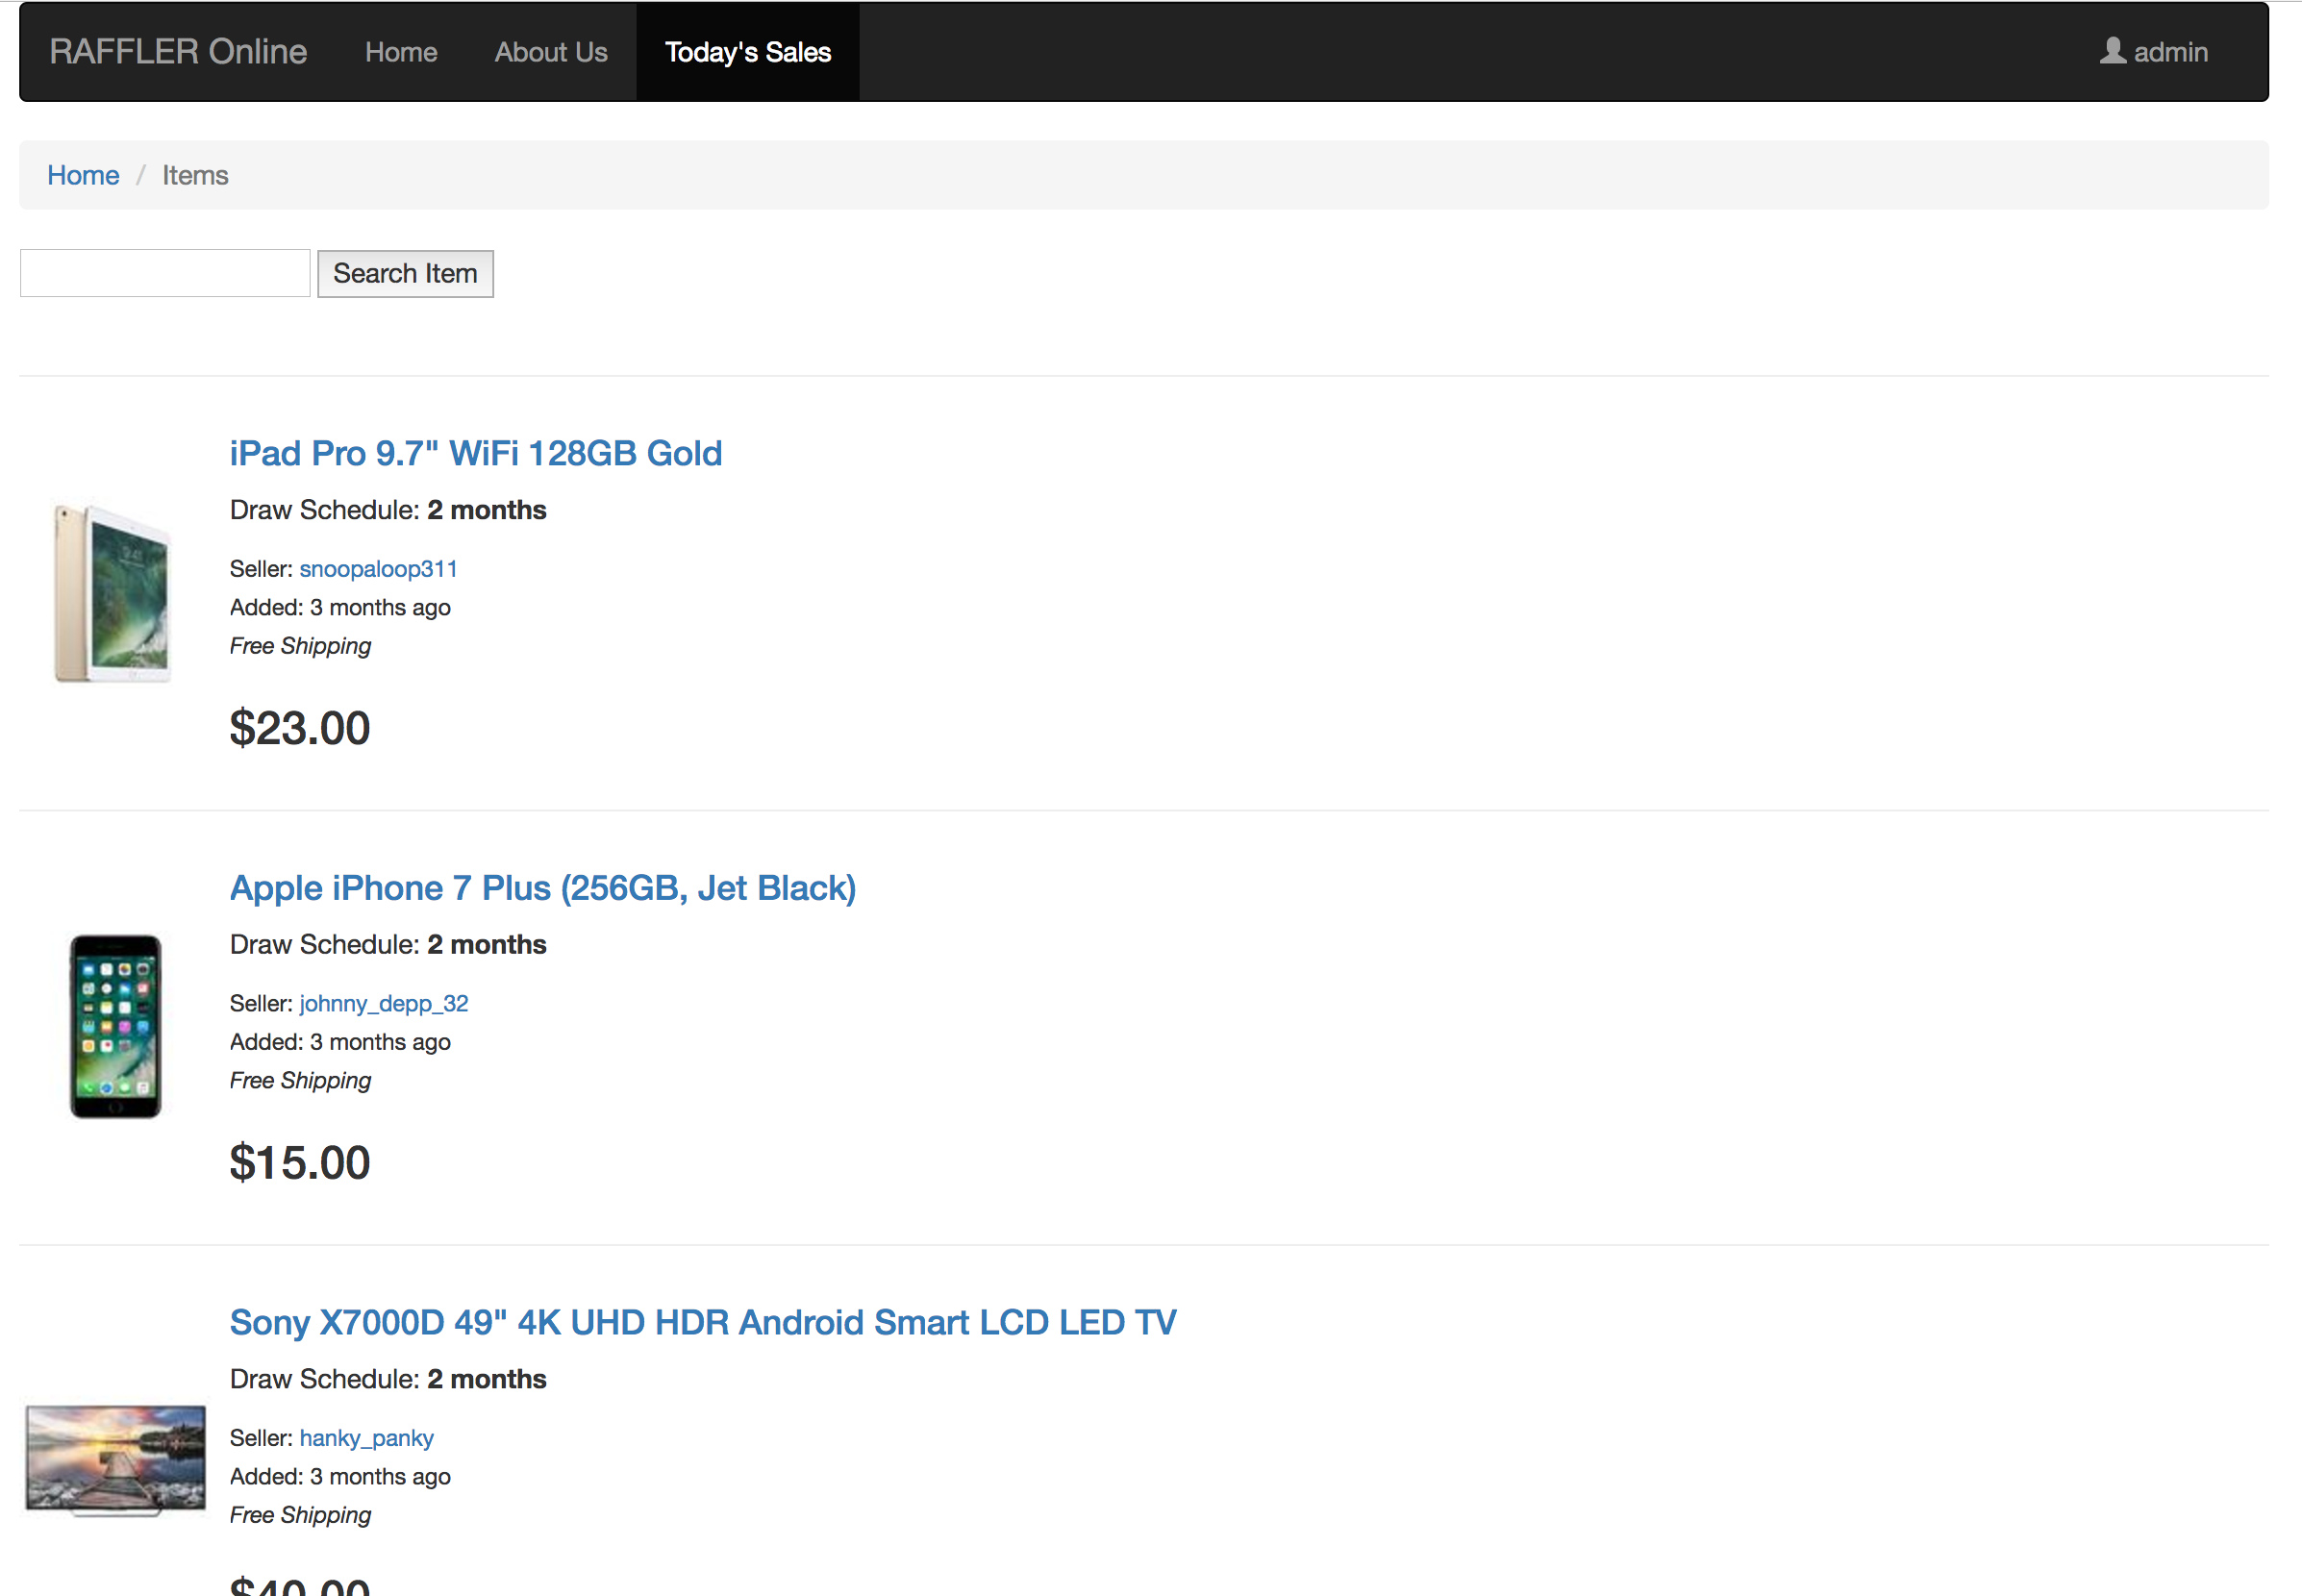 RAFFLER Online Home About Us Today's Sales admin
Home / Items
Search Item
iPad Pro 9.7" WiFi 128GB Gold
Draw Schedule: 2 months
Seller: snoopaloop311
Added: 3 months ago
Free Shipping
$23.00
Apple iPhone 7 Plus (256GB, Jet Black)
Draw Schedule: 2 months
Seller: johnny_depp_32
Added: 3 months ago
Free Shipping
$15.00
Sony X7000D 49" 4K UHD HDR Android Smart LCD LED TV
Draw Schedule: 2 months
Seller: hanky_panky
Added: 3 months ago
Free Shipping
$40.00